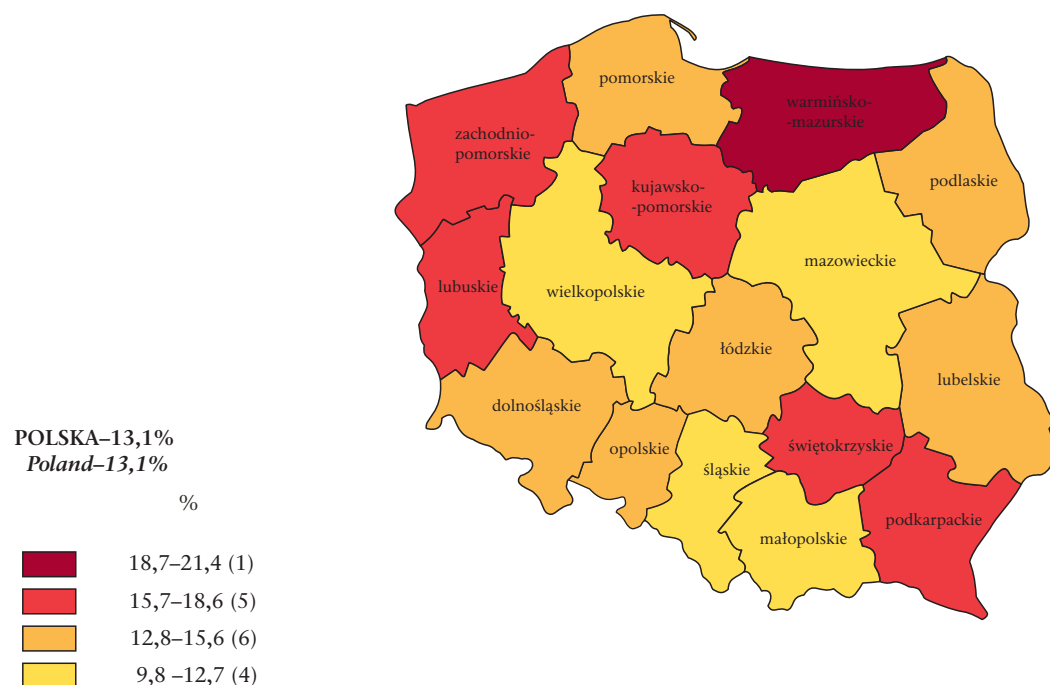 pomorskie
warmińsko-
-mazurskie
zachodnio-
pomorskie
podlaskie
kujawsko-
-pomorskie
mazowieckie
lubuskie
wielkopolskie
łódzkie
lubelskie
dolnośląskie
opolskie
śląskie
świętokrzyskie
podkarpackie
małopolskie
POLSKA–13,1%
Poland–13,1%
%
18,7–21,4 (1)
15,7–18,6 (5)
12,8–15,6 (6)
9,8 –12,7 (4)